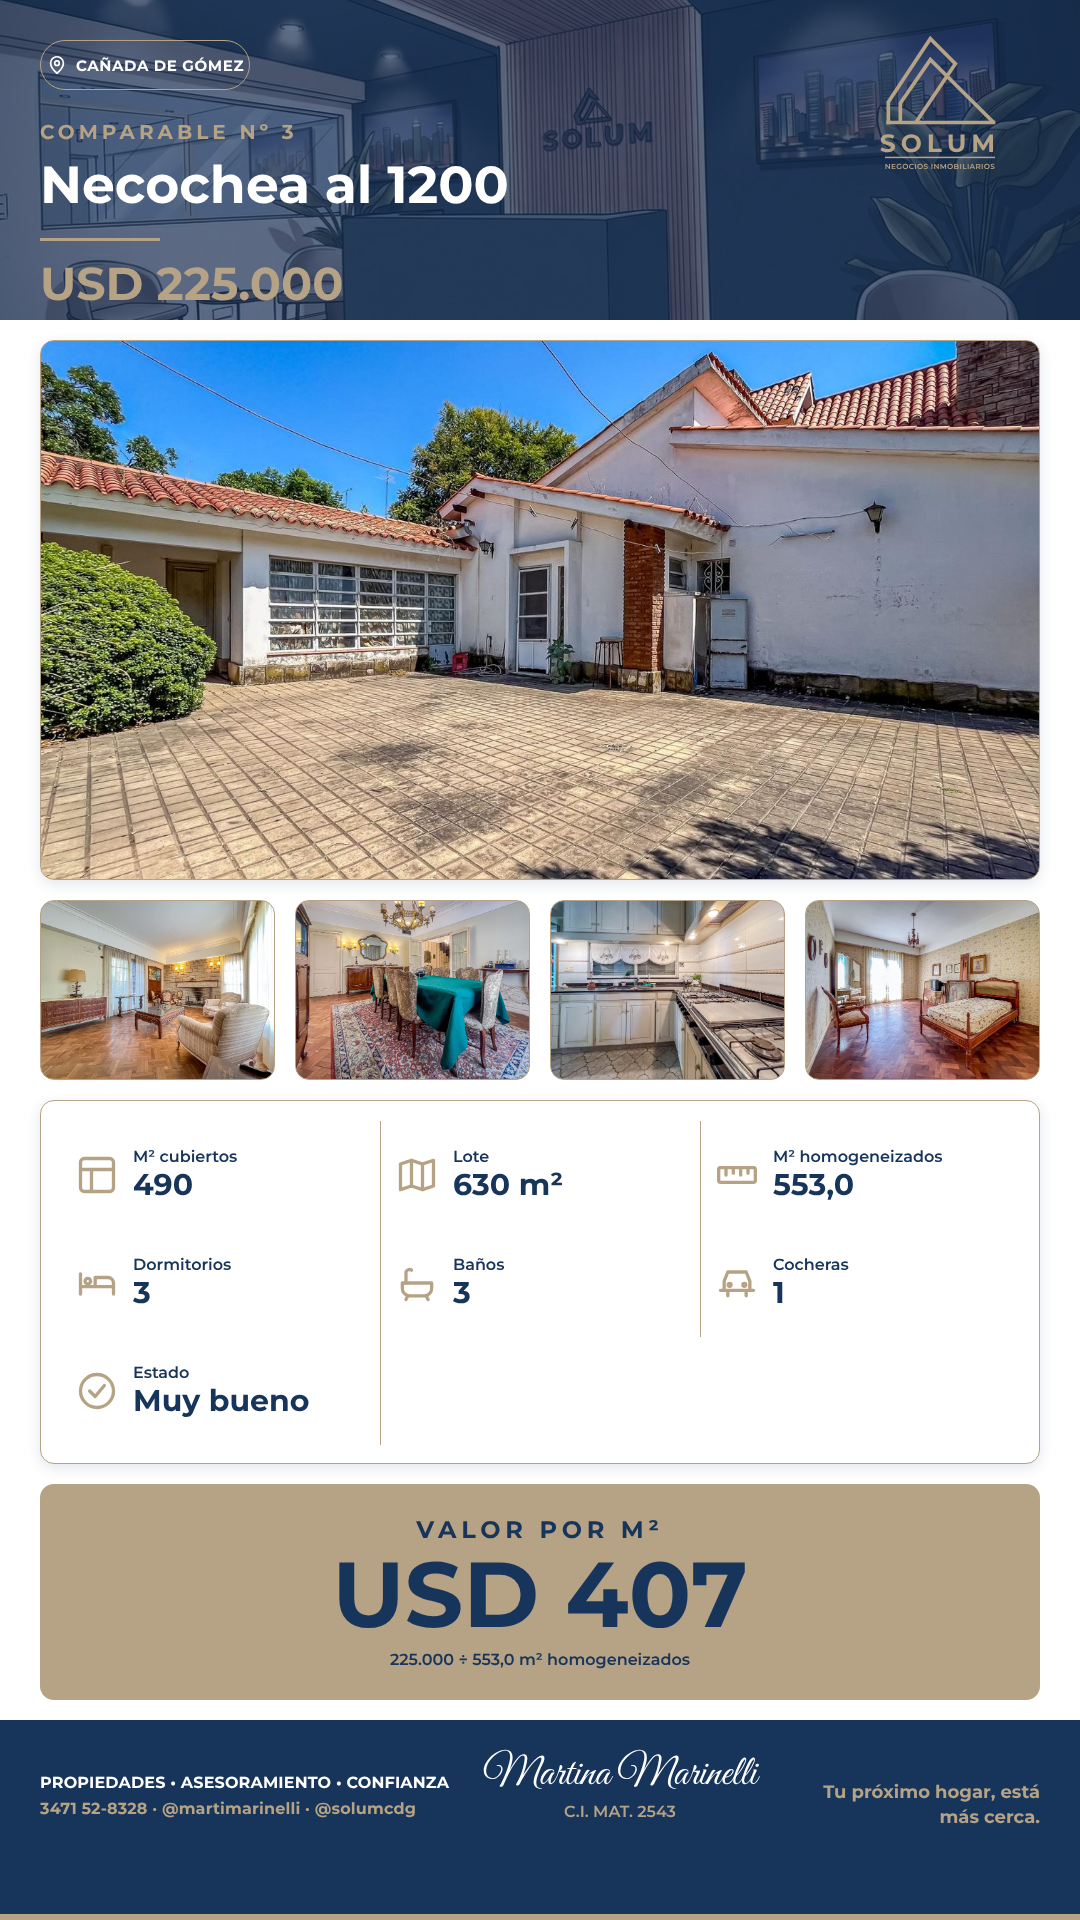 CAÑADA DE GÓMEZ
COMPARABLE Nº 3
Necochea al 1200
USD 225.000
SOLUM
SOLUM
NEGOCIOS INMOBILIARIOS
M² cubiertos
490
Lote
630 m²
M² homogeneizados
553,0
Dormitorios
3
Baños
3
Cocheras
1
Estado
Muy bueno
VALOR POR M²
USD 407
225.000 ÷ 553,0 m² homogeneizados
PROPIEDADES • ASESORAMIENTO • CONFIANZA
3471 52-8328 · @martimarinelli · @solumcdg
Martina Marinelli
C.I. MAT. 2543
Tu próximo hogar, está
más cerca.